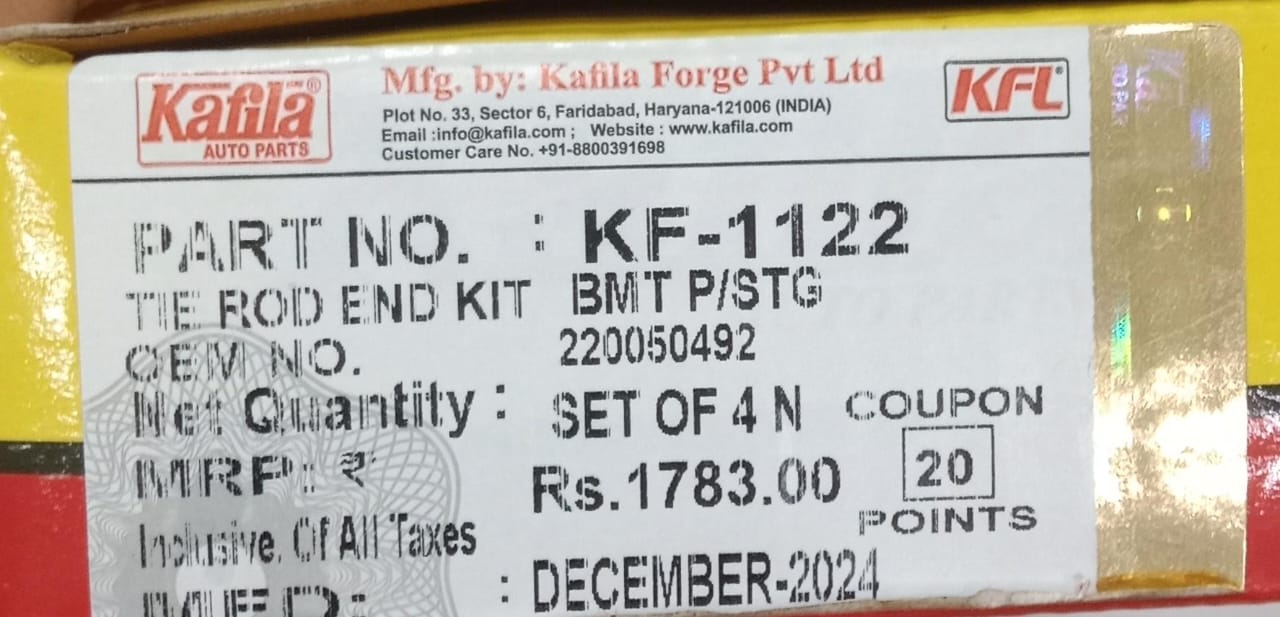 Kafila®
AUTO PARTS
Mfg. by: Kafila Forge Pvt Ltd
Plot No. 33, Sector 6, Faridabad, Haryana-121006 (INDIA)
Email :info@kafila.com ; Website : www.kafila.com
Customer Care No. +91-8800391698
KFL®
PART NO. : KF-1122
TIE ROD END KIT BMT P/STG
OEM NO. 220050492
Net Quantity : SET OF 4 N
COUPON
20
POINTS
MRP: ₹ Rs.1783.00
Inclusive. Of All Taxes
MFD: : DECEMBER-2024